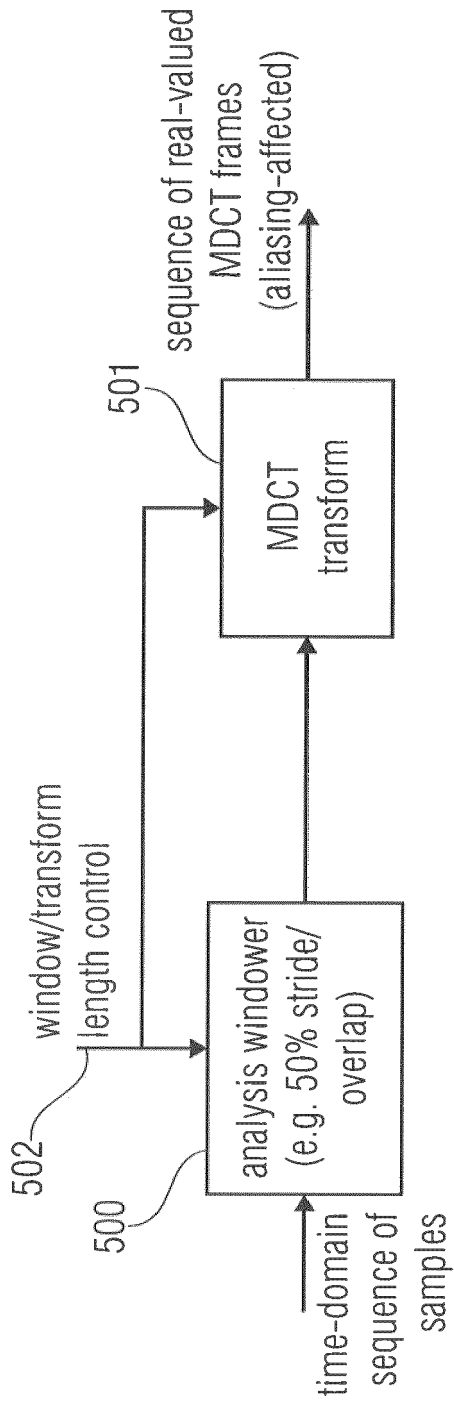 502
window/transform
length control
500
analysis windower
(e.g. 50% stride/
overlap)
time-domain
sequence of
samples
501
MDCT
transform
sequence of real-valued
MDCT frames
(aliasing-affected)